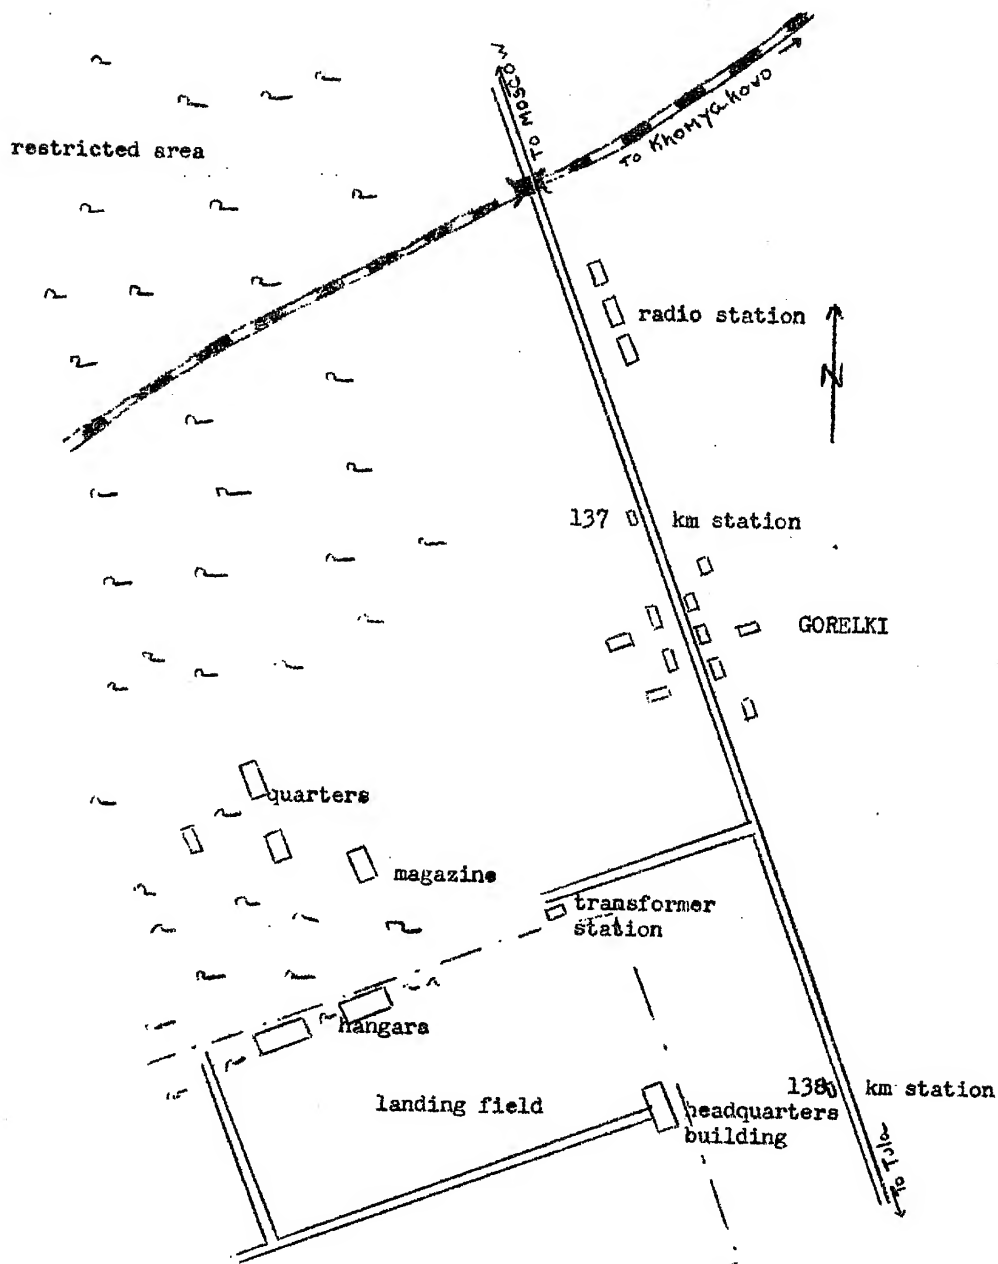 To MOSCOW
To Khomyakovo
restricted area
radio station
N
137 km station
GORELKI
quarters
magazine
transformer
station
hangars
landing field
138 km station
headquarters
building
To Tula